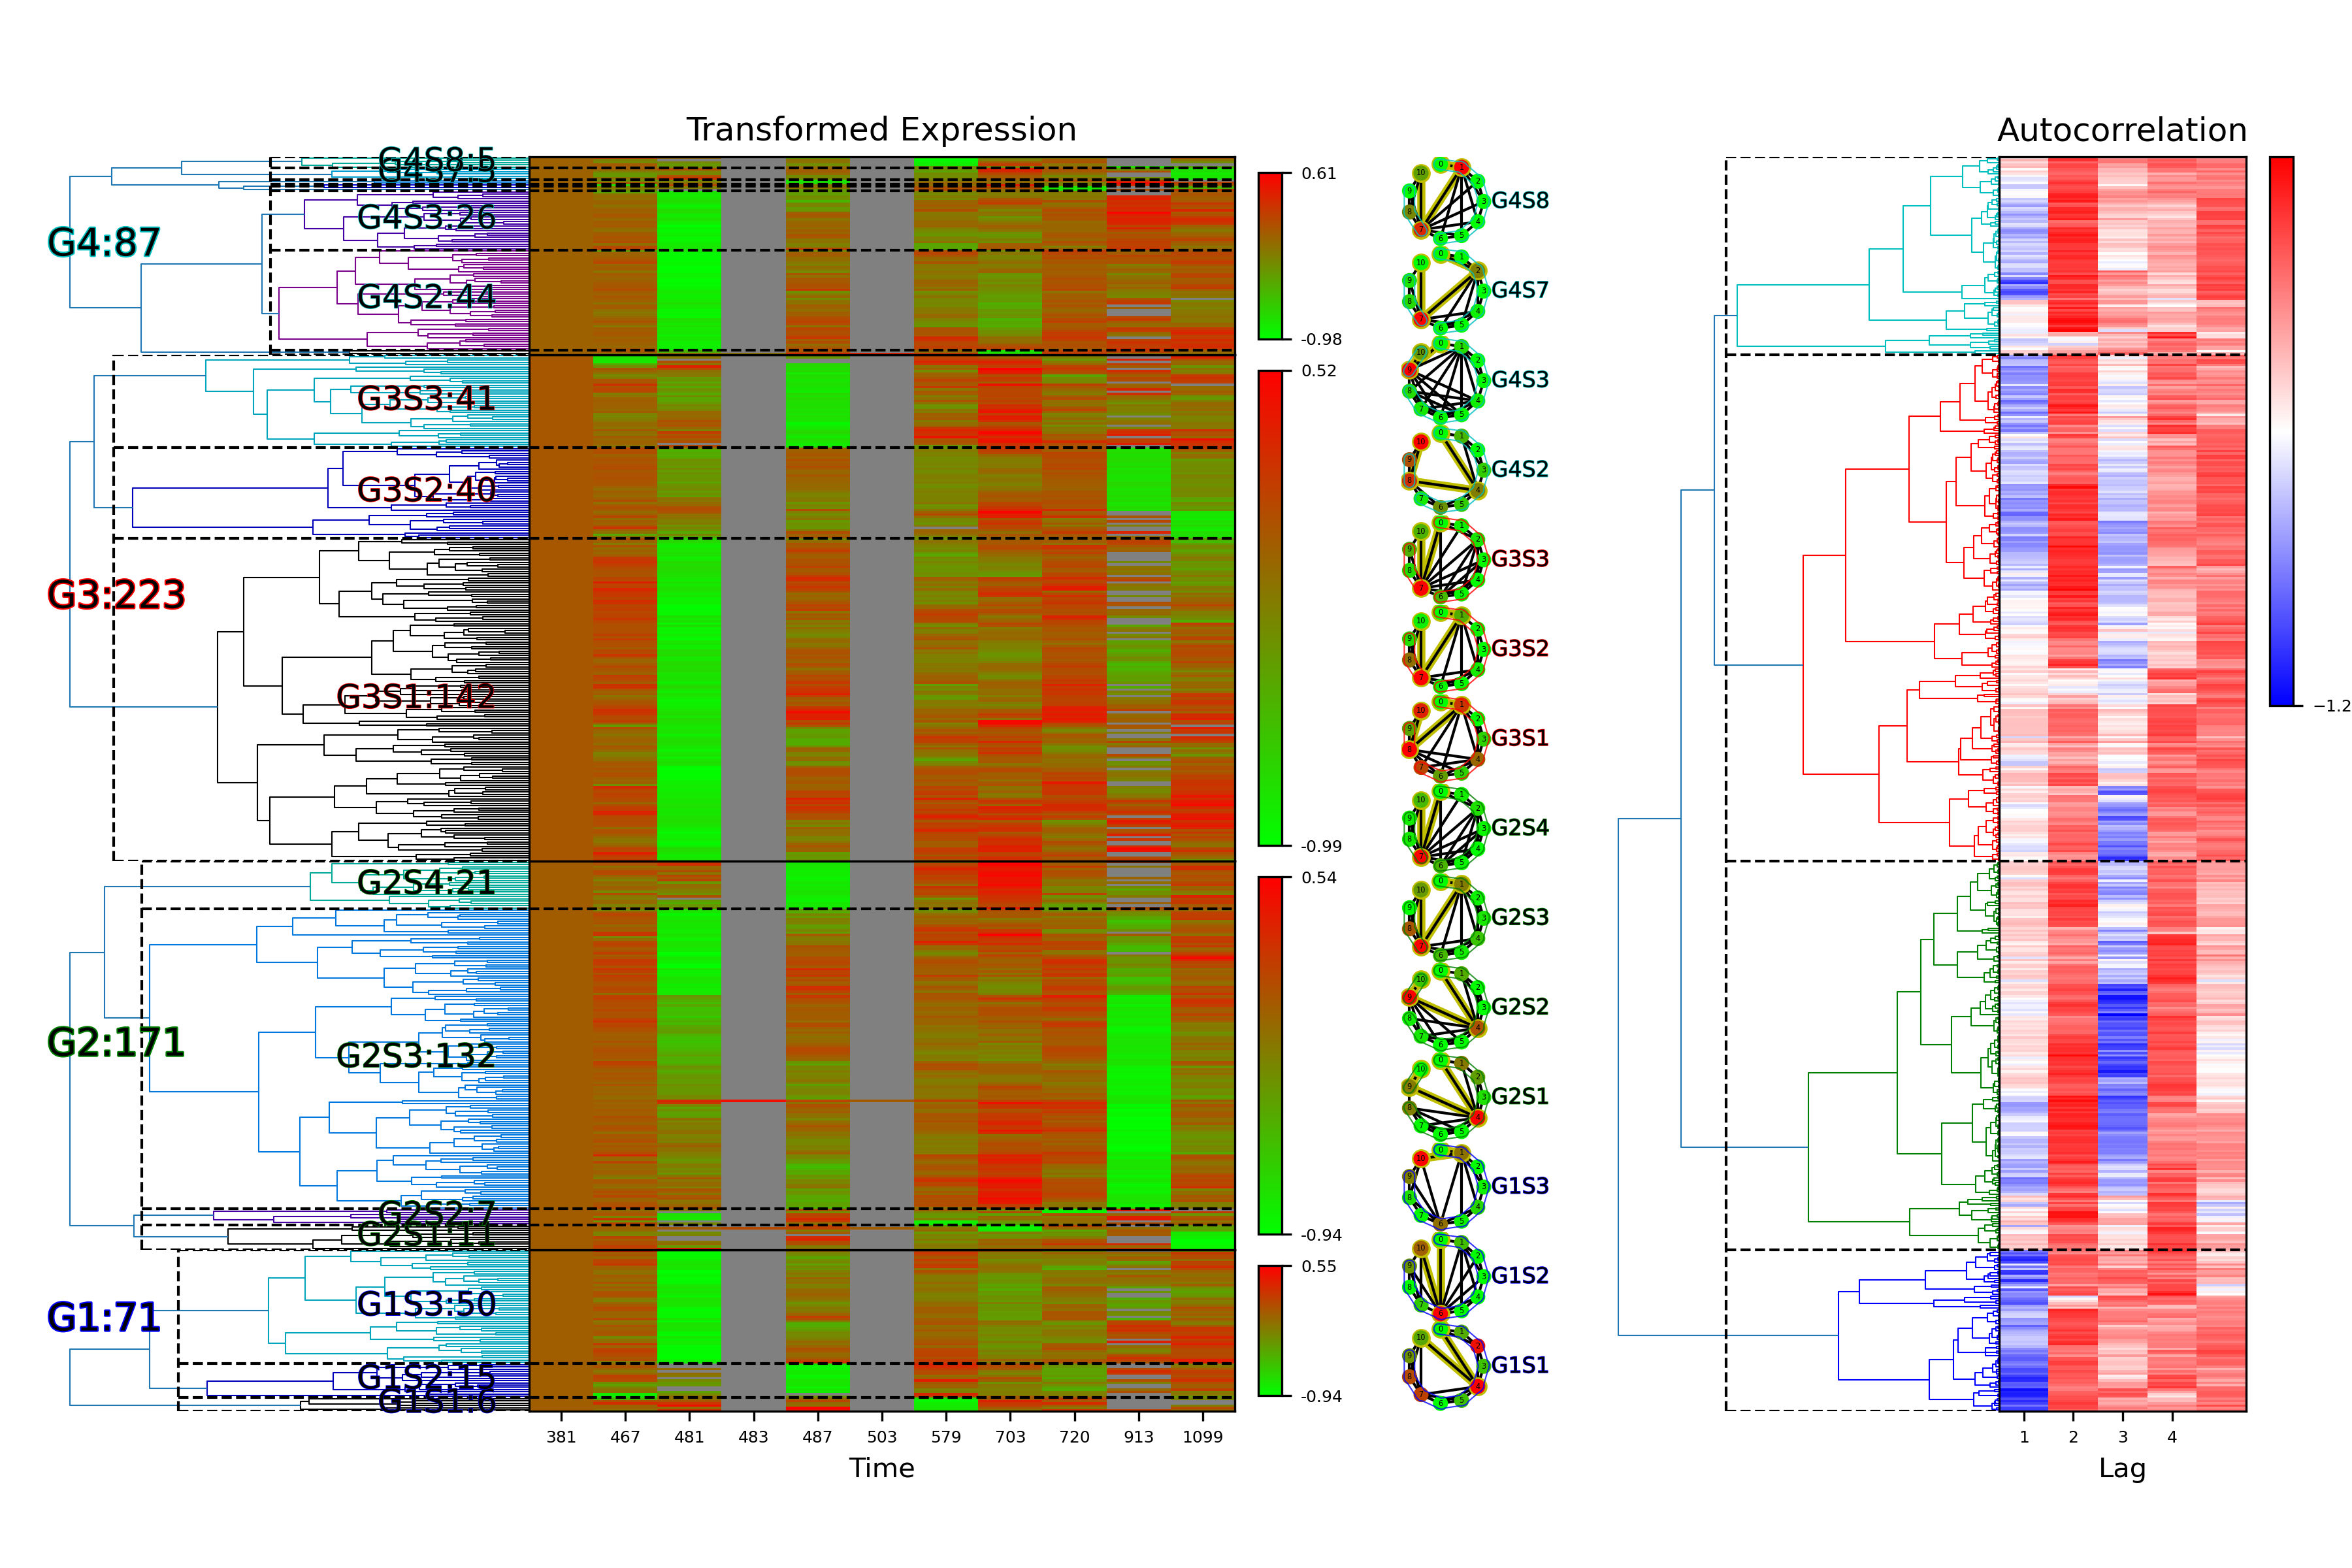 Transformed Expression
Autocorrelation
G4:87
G3:223
G2:171
G1:71
G4S8:5
G4S7:5
G4S3:26
G4S2:44
G3S3:41
G3S2:40
G3S1:142
G2S4:21
G2S3:132
G2S2:7
G2S1:11
G1S3:50
G1S2:15
G1S1:6
0.61
-0.98
0.52
-0.99
0.54
-0.94
0.55
-0.94
G4S8
G4S7
G4S3
G4S2
G3S3
G3S2
G3S1
G2S4
G2S3
G2S2
G2S1
G1S3
G1S2
G1S1
−1.2
381 467 481 483 487 503 579 703 720 913 1099
Time
1 2 3 4
Lag